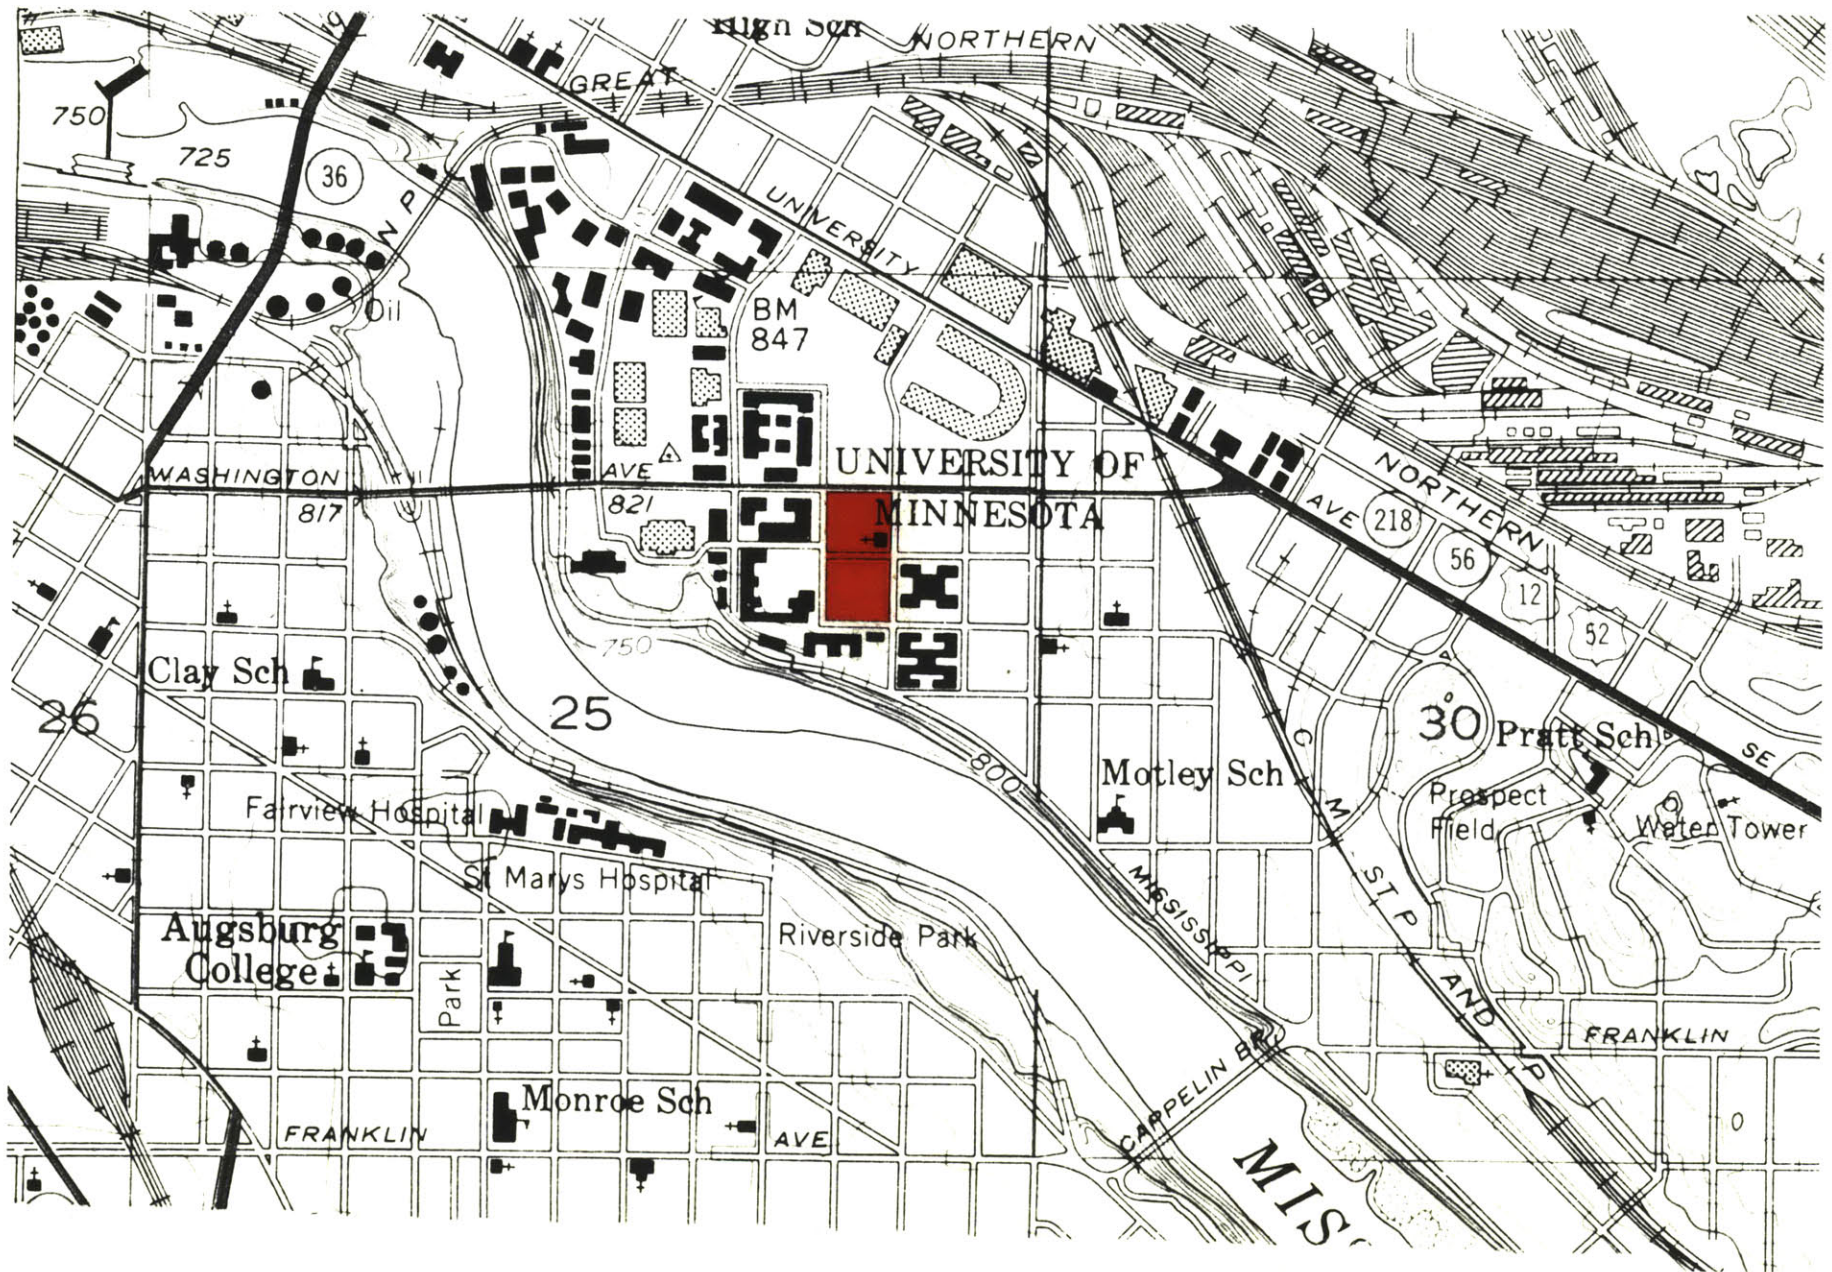 High Sch
NORTHERN
GREAT
750
725
36
N P
UNIVERSITY
Oil
BM
847
UNIVERSITY OF
MINNESOTA
WASHINGTON
AVE
817
821
NORTHERN
AVE
218
56
12
52
750
Clay Sch
26
25
30
Pratt Sch
SE
800
Motley Sch
C M ST P AND P
Prospect
Field
Water Tower
Fairview Hospital
St Marys Hospital
MISSISSIPPI
Augsburg
College
Park
Riverside Park
FRANKLIN
CAPPELIN BR
Monroe Sch
FRANKLIN
AVE